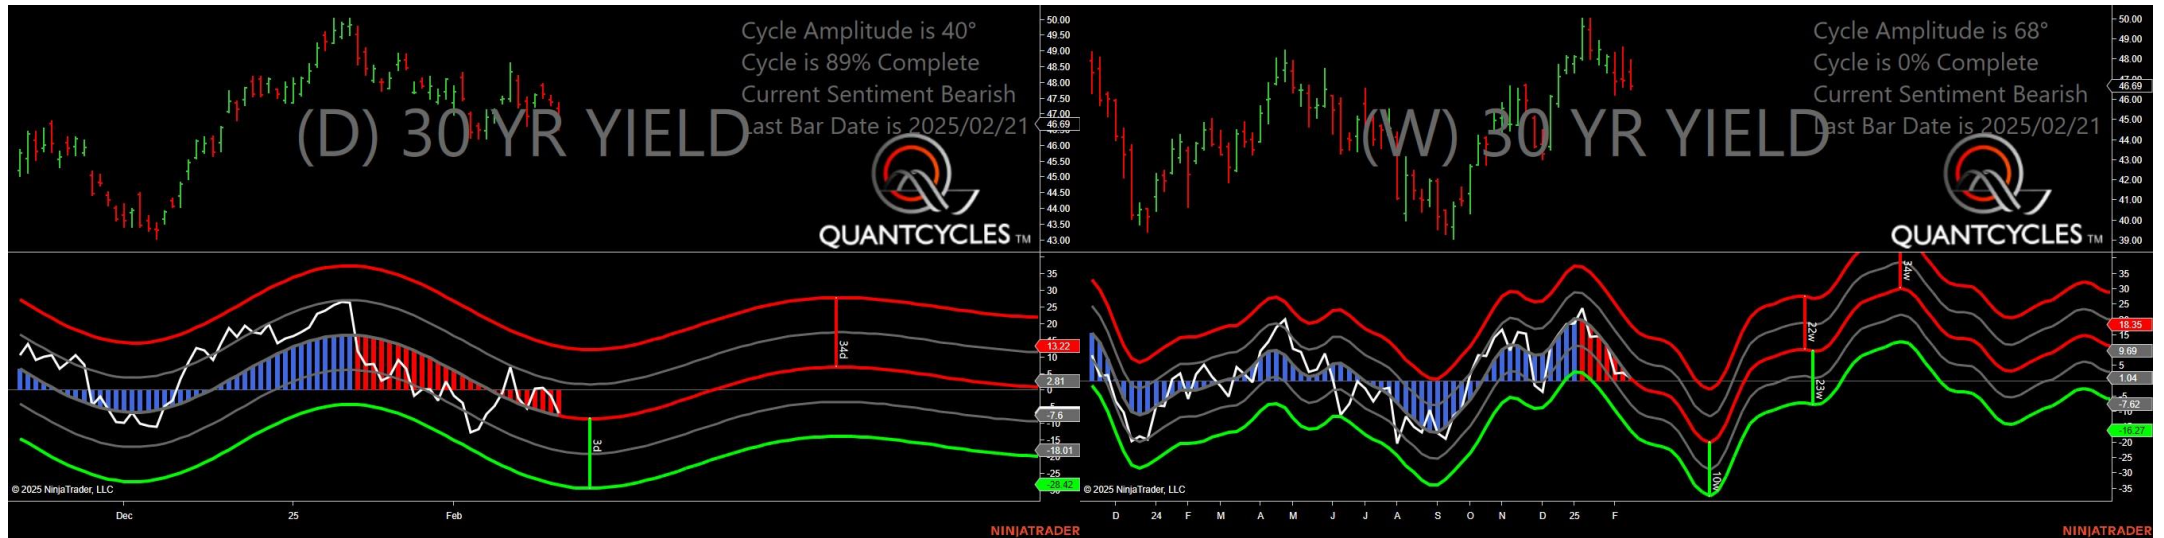 Cycle Amplitude is 40°
Cycle is 89% Complete
Current Sentiment Bearish
Last Bar Date is 2025/02/21
(D) 30 YR YIELD
QUANTCYCLES TM
50.00
49.50
49.00
48.50
48.00
47.50
47.00
46.69
46.00
45.50
45.00
44.50
44.00
43.50
43.00
35
30
25
20
13.22
10
2.81
0
-7.6
-10
-15
-18.01
-20
-25
-28.42
34d
3d
© 2025 NinjaTrader, LLC
Dec 25 Feb
NINJATRADER
Cycle Amplitude is 68°
Cycle is 0% Complete
Current Sentiment Bearish
Last Bar Date is 2025/02/21
(W) 30 YR YIELD
QUANTCYCLES TM
50.00
49.00
48.00
47.00
46.69
46.00
45.00
44.00
43.00
42.00
41.00
40.00
39.00
35
30
25
18.35
15
9.69
5
1.04
-5
-7.62
-10
-16.27
-20
-25
-30
-35
34w
22w
23w
10w
© 2025 NinjaTrader, LLC
D 24 F M A M J J A S O N D 25 F
NINJATRADER